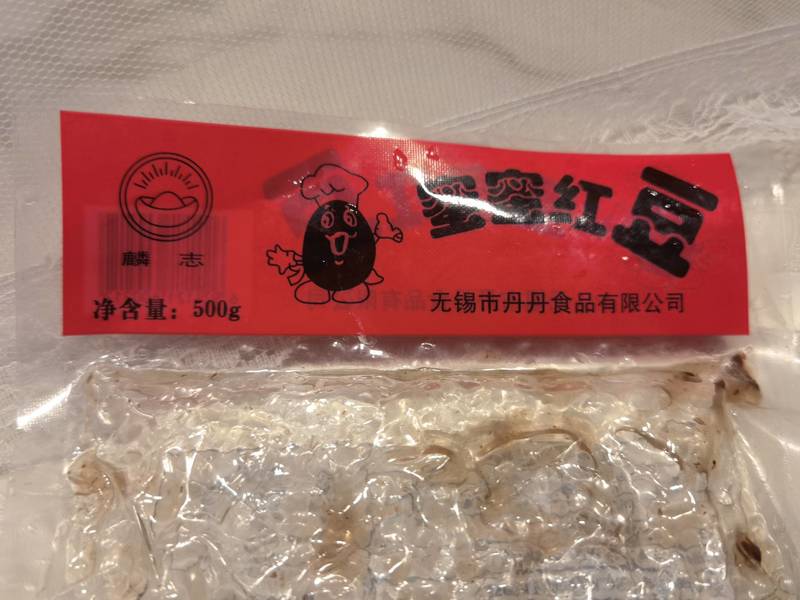 蜜红豆
麟志
净含量：500g
无锡市丹丹食品有限公司